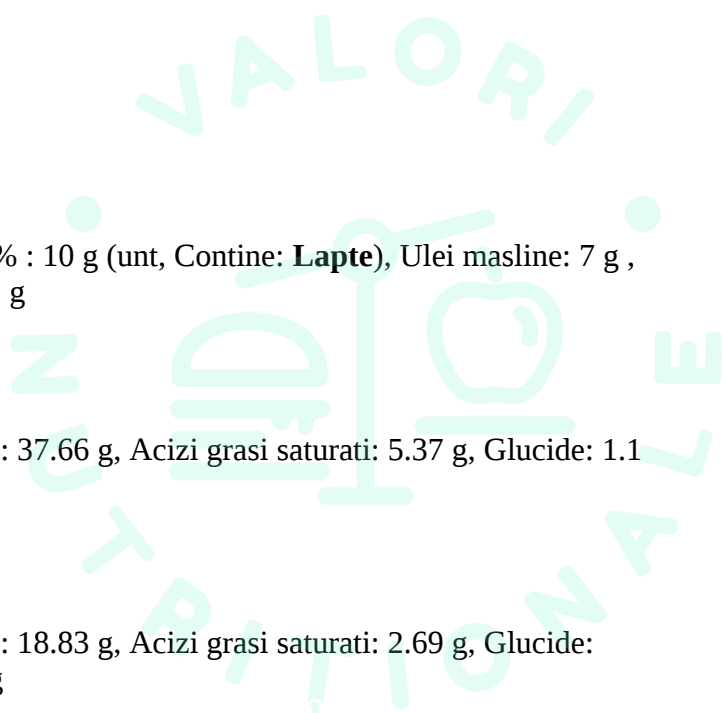 VALORI
% : 10 g (unt, Contine: Lapte), Ulei masline: 7 g ,
g
: 37.66 g, Acizi grasi saturati: 5.37 g, Glucide: 1.1
: 18.83 g, Acizi grasi saturati: 2.69 g, Glucide:
g
NUTRITIONALE